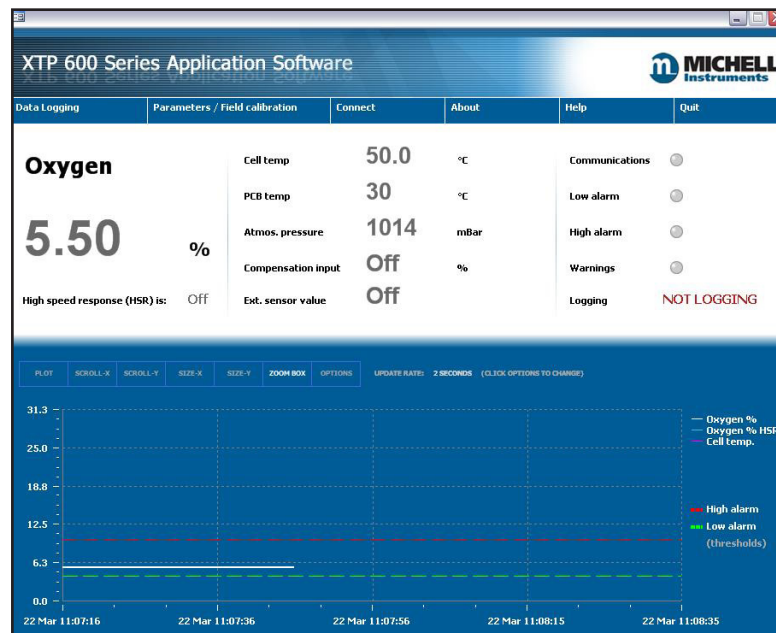 XTP 600 Series Application Software
MICHELL
Instruments
Data Logging Parameters / Field calibration Connect About Help Quit
Oxygen
5.50 %
High speed response (HSR) is: Off
Cell temp 50.0 °C
PCB temp 30 °C
Atmos. pressure 1014 mBar
Compensation input Off %
Ext. sensor value Off
Communications
Low alarm
High alarm
Warnings
Logging NOT LOGGING
PLOT SCROLL-X SCROLL-Y SIZE-X SIZE-Y ZOOM BOX OPTIONS UPDATE RATE: 2 SECONDS (CLICK OPTIONS TO CHANGE)
31.3
25.0
18.8
12.5
6.3
0.0
Oxygen %
Oxygen % HSR
Cell temp.
High alarm
Low alarm
(thresholds)
22 Mar 11:07:16 22 Mar 11:07:36 22 Mar 11:07:56 22 Mar 11:08:15 22 Mar 11:08:35